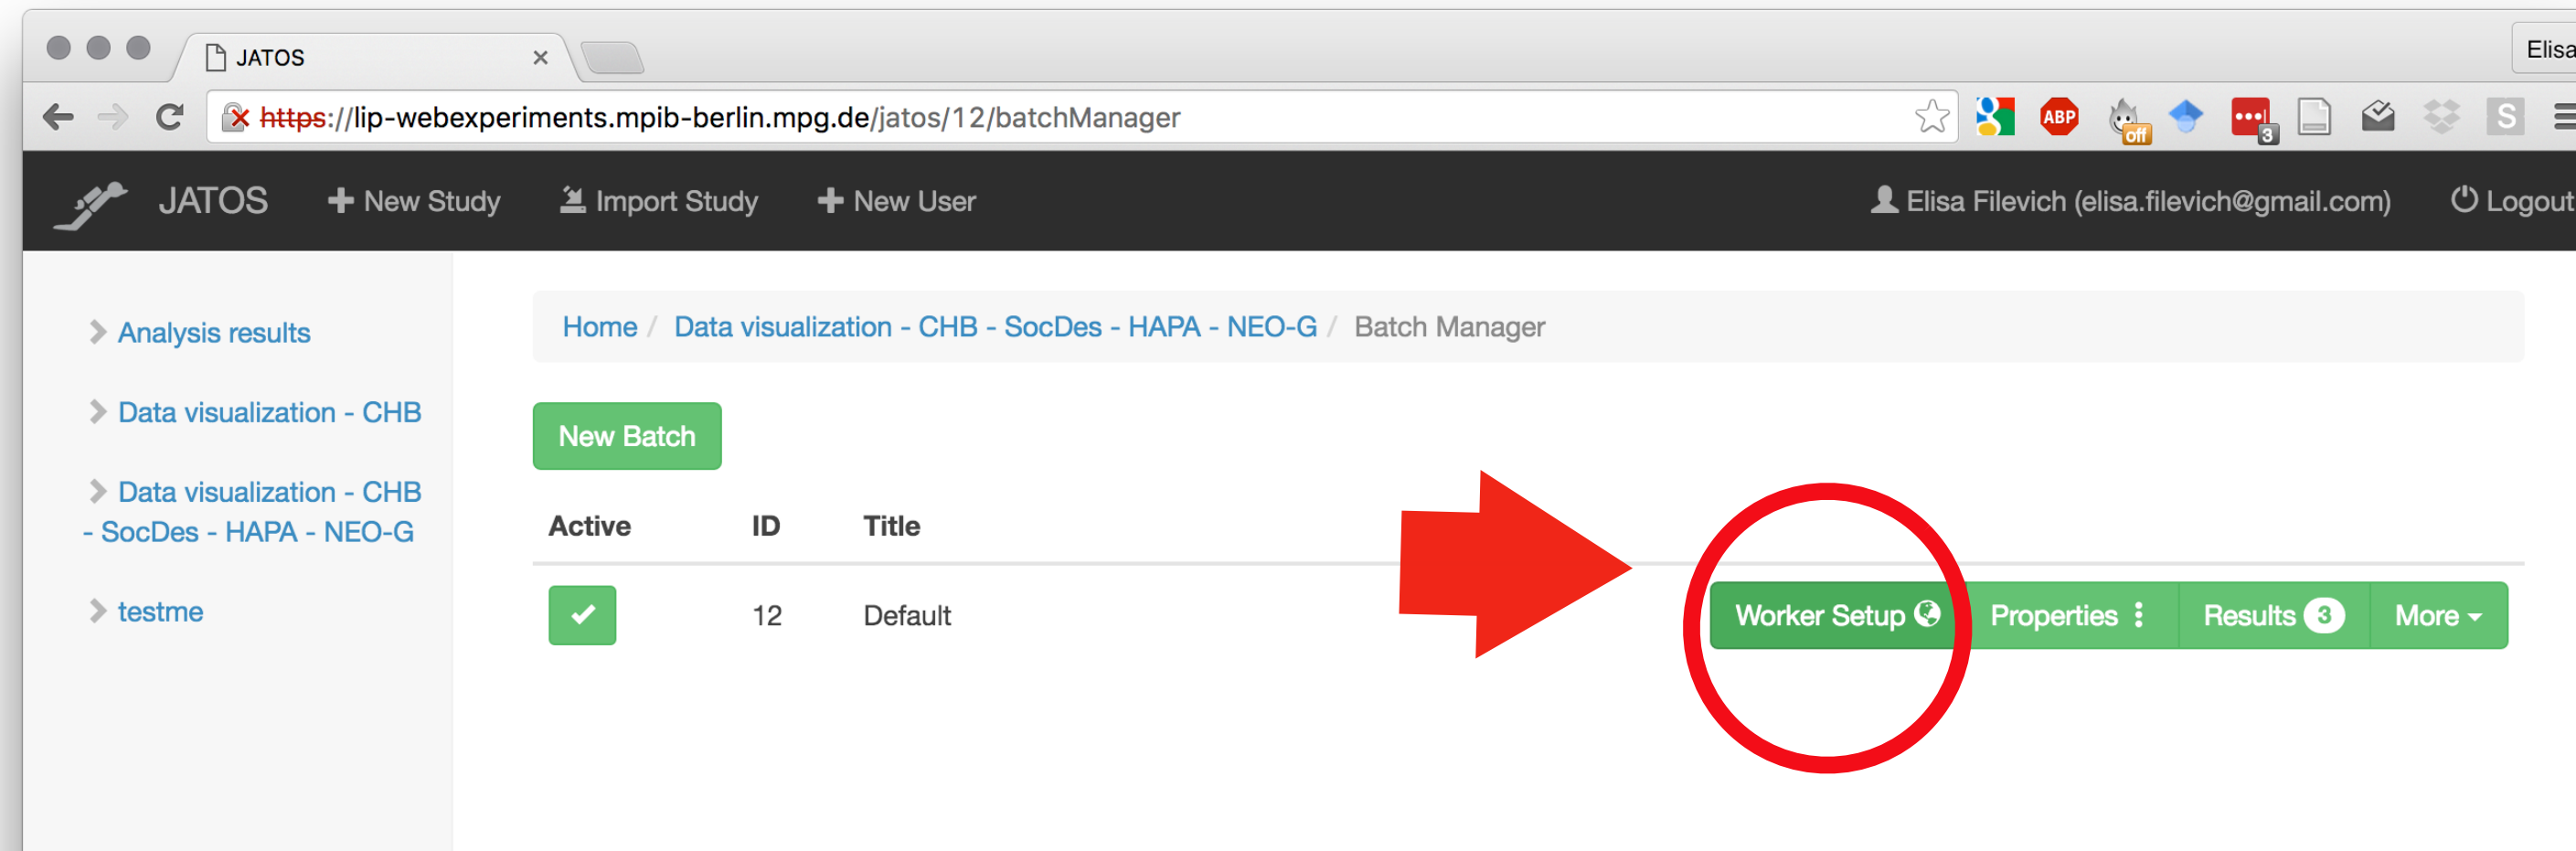 JATOS
Elisa
https://lip-webexperiments.mpib-berlin.mpg.de/jatos/12/batchManager
ABP
off
3
S
JATOS
New Study
Import Study
New User
Elisa Filevich (elisa.filevich@gmail.com)
Logout
Analysis results
Data visualization - CHB
Data visualization - CHB
- SocDes - HAPA - NEO-G
testme
Home / Data visualization - CHB - SocDes - HAPA - NEO-G / Batch Manager
New Batch
Active ID Title
12 Default
Worker Setup Properties Results 3 More